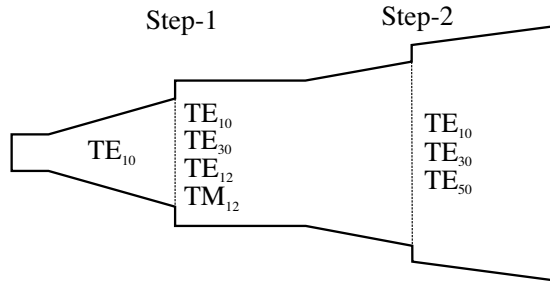 Step-1
Step-2
TE₁₀
TE₁₀
TE₃₀
TE₁₂
TM₁₂
TE₁₀
TE₃₀
TE₅₀